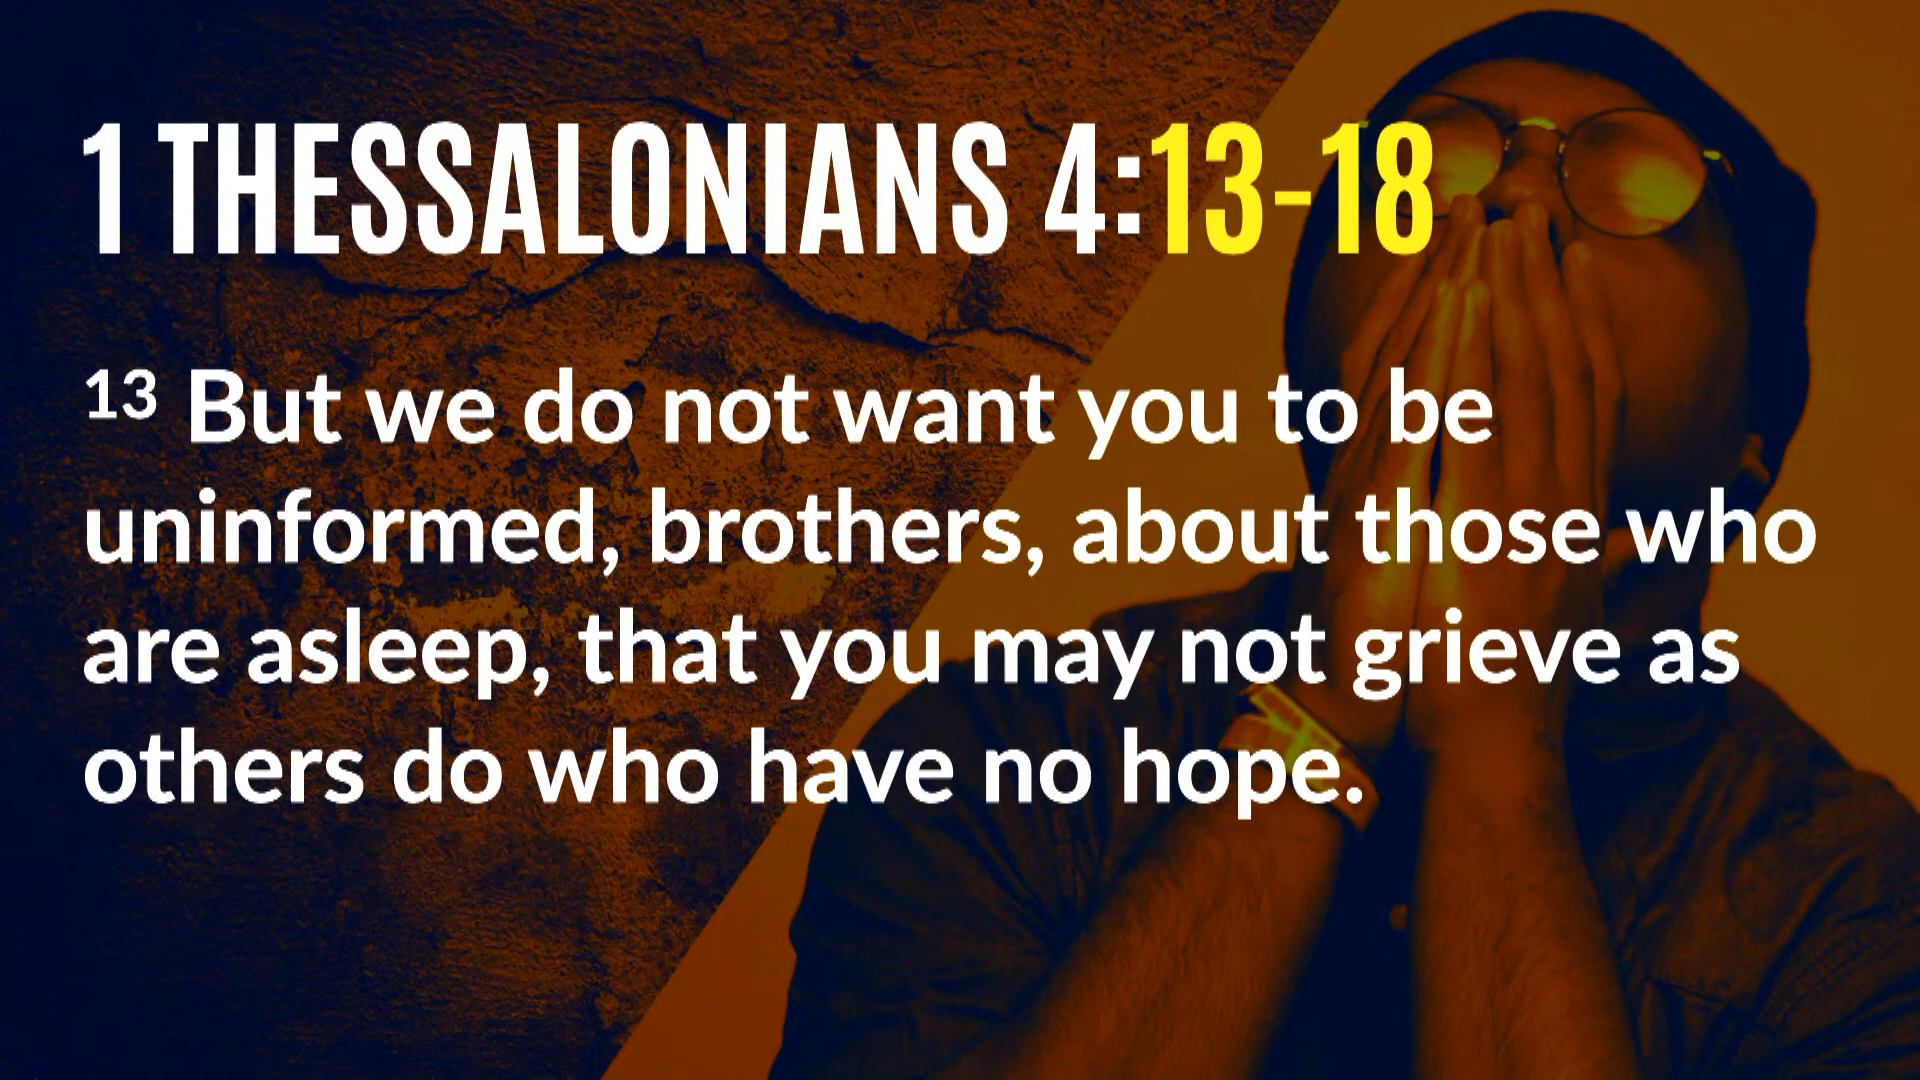 1 THESSALONIANS 4:13-18
13 But we do not want you to be
uninformed, brothers, about those who
are asleep, that you may not grieve as
others do who have no hope.